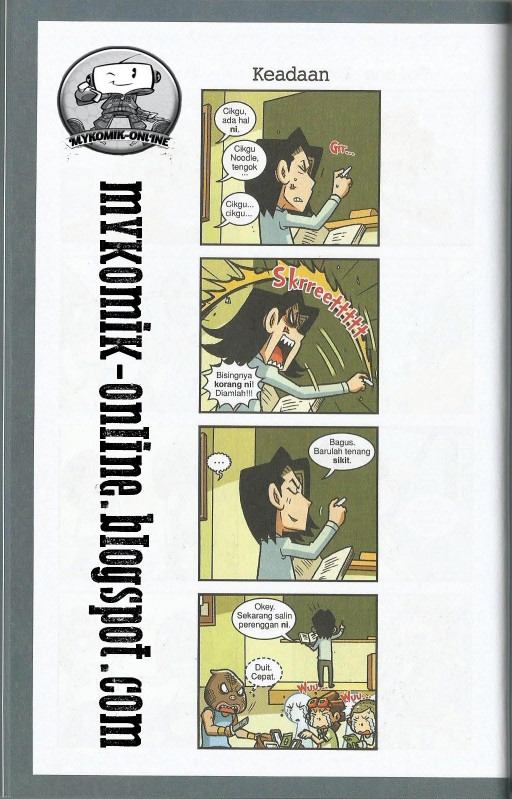 MYKOMIK-ONLINE
mykomik-online.blogspot.com
Keadaan
Cikgu,
ada hal
ni.
Cikgu
Noodle,
tengok
...
Cikgu...
cikgu...
Grr...
Skrreettttt
Bisingnya
korang ni!
Diamlah!!!
...
Bagus.
Barulah tenang
sikit.
Okey.
Sekarang salin
perenggan ni.
Duit.
Cepat.
Wuu...
Wuu...